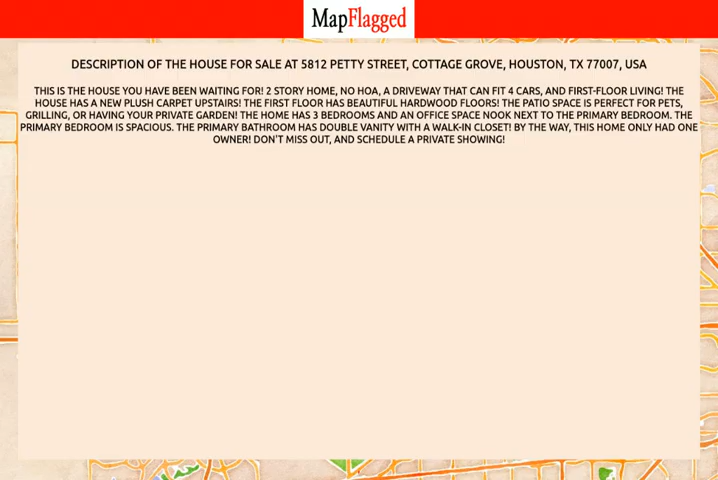 MapFlagged
DESCRIPTION OF THE HOUSE FOR SALE AT 5812 PETTY STREET, COTTAGE GROVE, HOUSTON, TX 77007, USA
THIS IS THE HOUSE YOU HAVE BEEN WAITING FOR! 2 STORY HOME, NO HOA, A DRIVEWAY THAT CAN FIT 4 CARS, AND FIRST-FLOOR LIVING! THE
HOUSE HAS A NEW PLUSH CARPET UPSTAIRS! THE FIRST FLOOR HAS BEAUTIFUL HARDWOOD FLOORS! THE PATIO SPACE IS PERFECT FOR PETS,
GRILLING, OR HAVING YOUR PRIVATE GARDEN! THE HOME HAS 3 BEDROOMS AND AN OFFICE SPACE NOOK NEXT TO THE PRIMARY BEDROOM. THE
PRIMARY BEDROOM IS SPACIOUS. THE PRIMARY BATHROOM HAS DOUBLE VANITY WITH A WALK-IN CLOSET! BY THE WAY, THIS HOME ONLY HAD ONE
OWNER! DON'T MISS OUT, AND SCHEDULE A PRIVATE SHOWING!